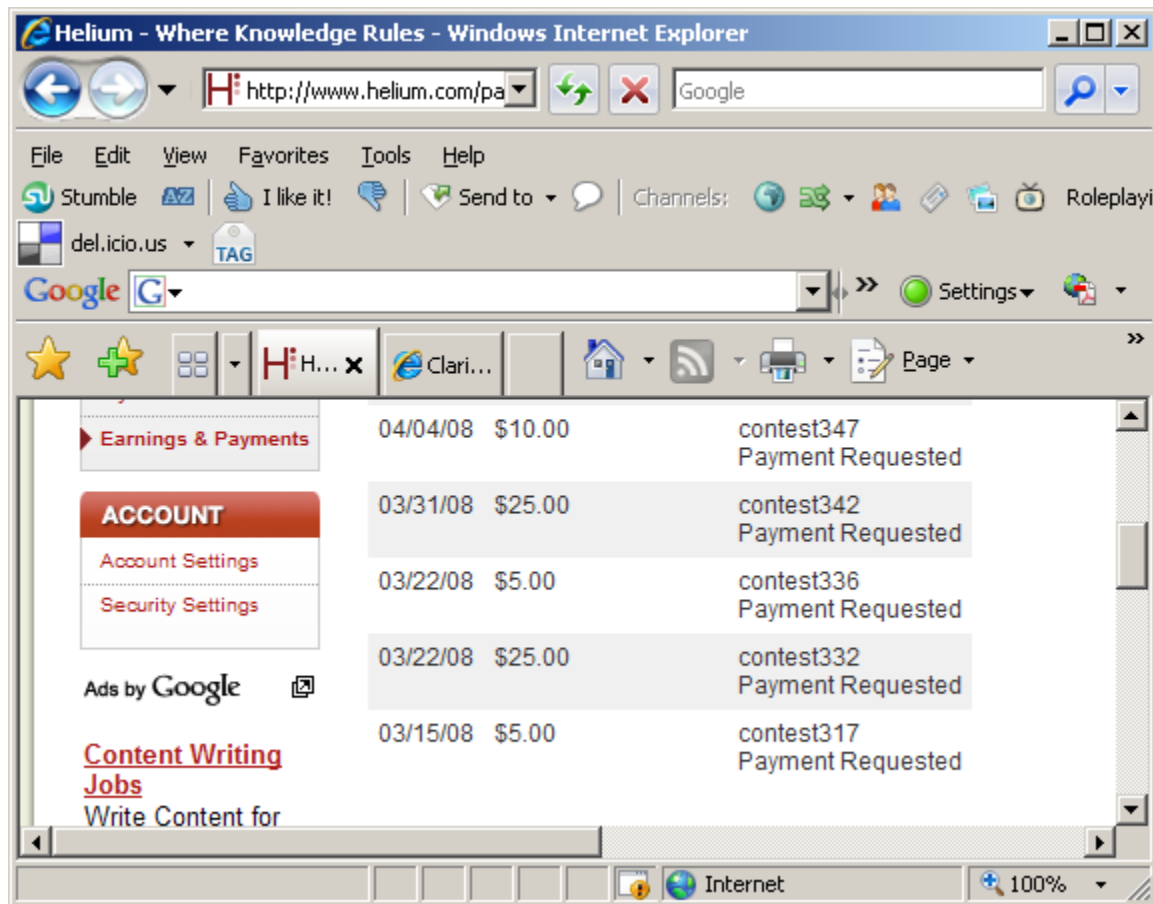 Helium - Where Knowledge Rules - Windows Internet Explorer
http://www.helium.com/pa
Google
File Edit View Favorites Tools Help
Stumble AZ I like it! Send to Channels: Roleplayi
del.icio.us TAG
Google G Settings
H... Clari... Page
Earnings & Payments
ACCOUNT
Account Settings
Security Settings
Ads by Google
Content Writing
Jobs
Write Content for
04/04/08 $10.00 contest347
Payment Requested
03/31/08 $25.00 contest342
Payment Requested
03/22/08 $5.00 contest336
Payment Requested
03/22/08 $25.00 contest332
Payment Requested
03/15/08 $5.00 contest317
Payment Requested
Internet 100%